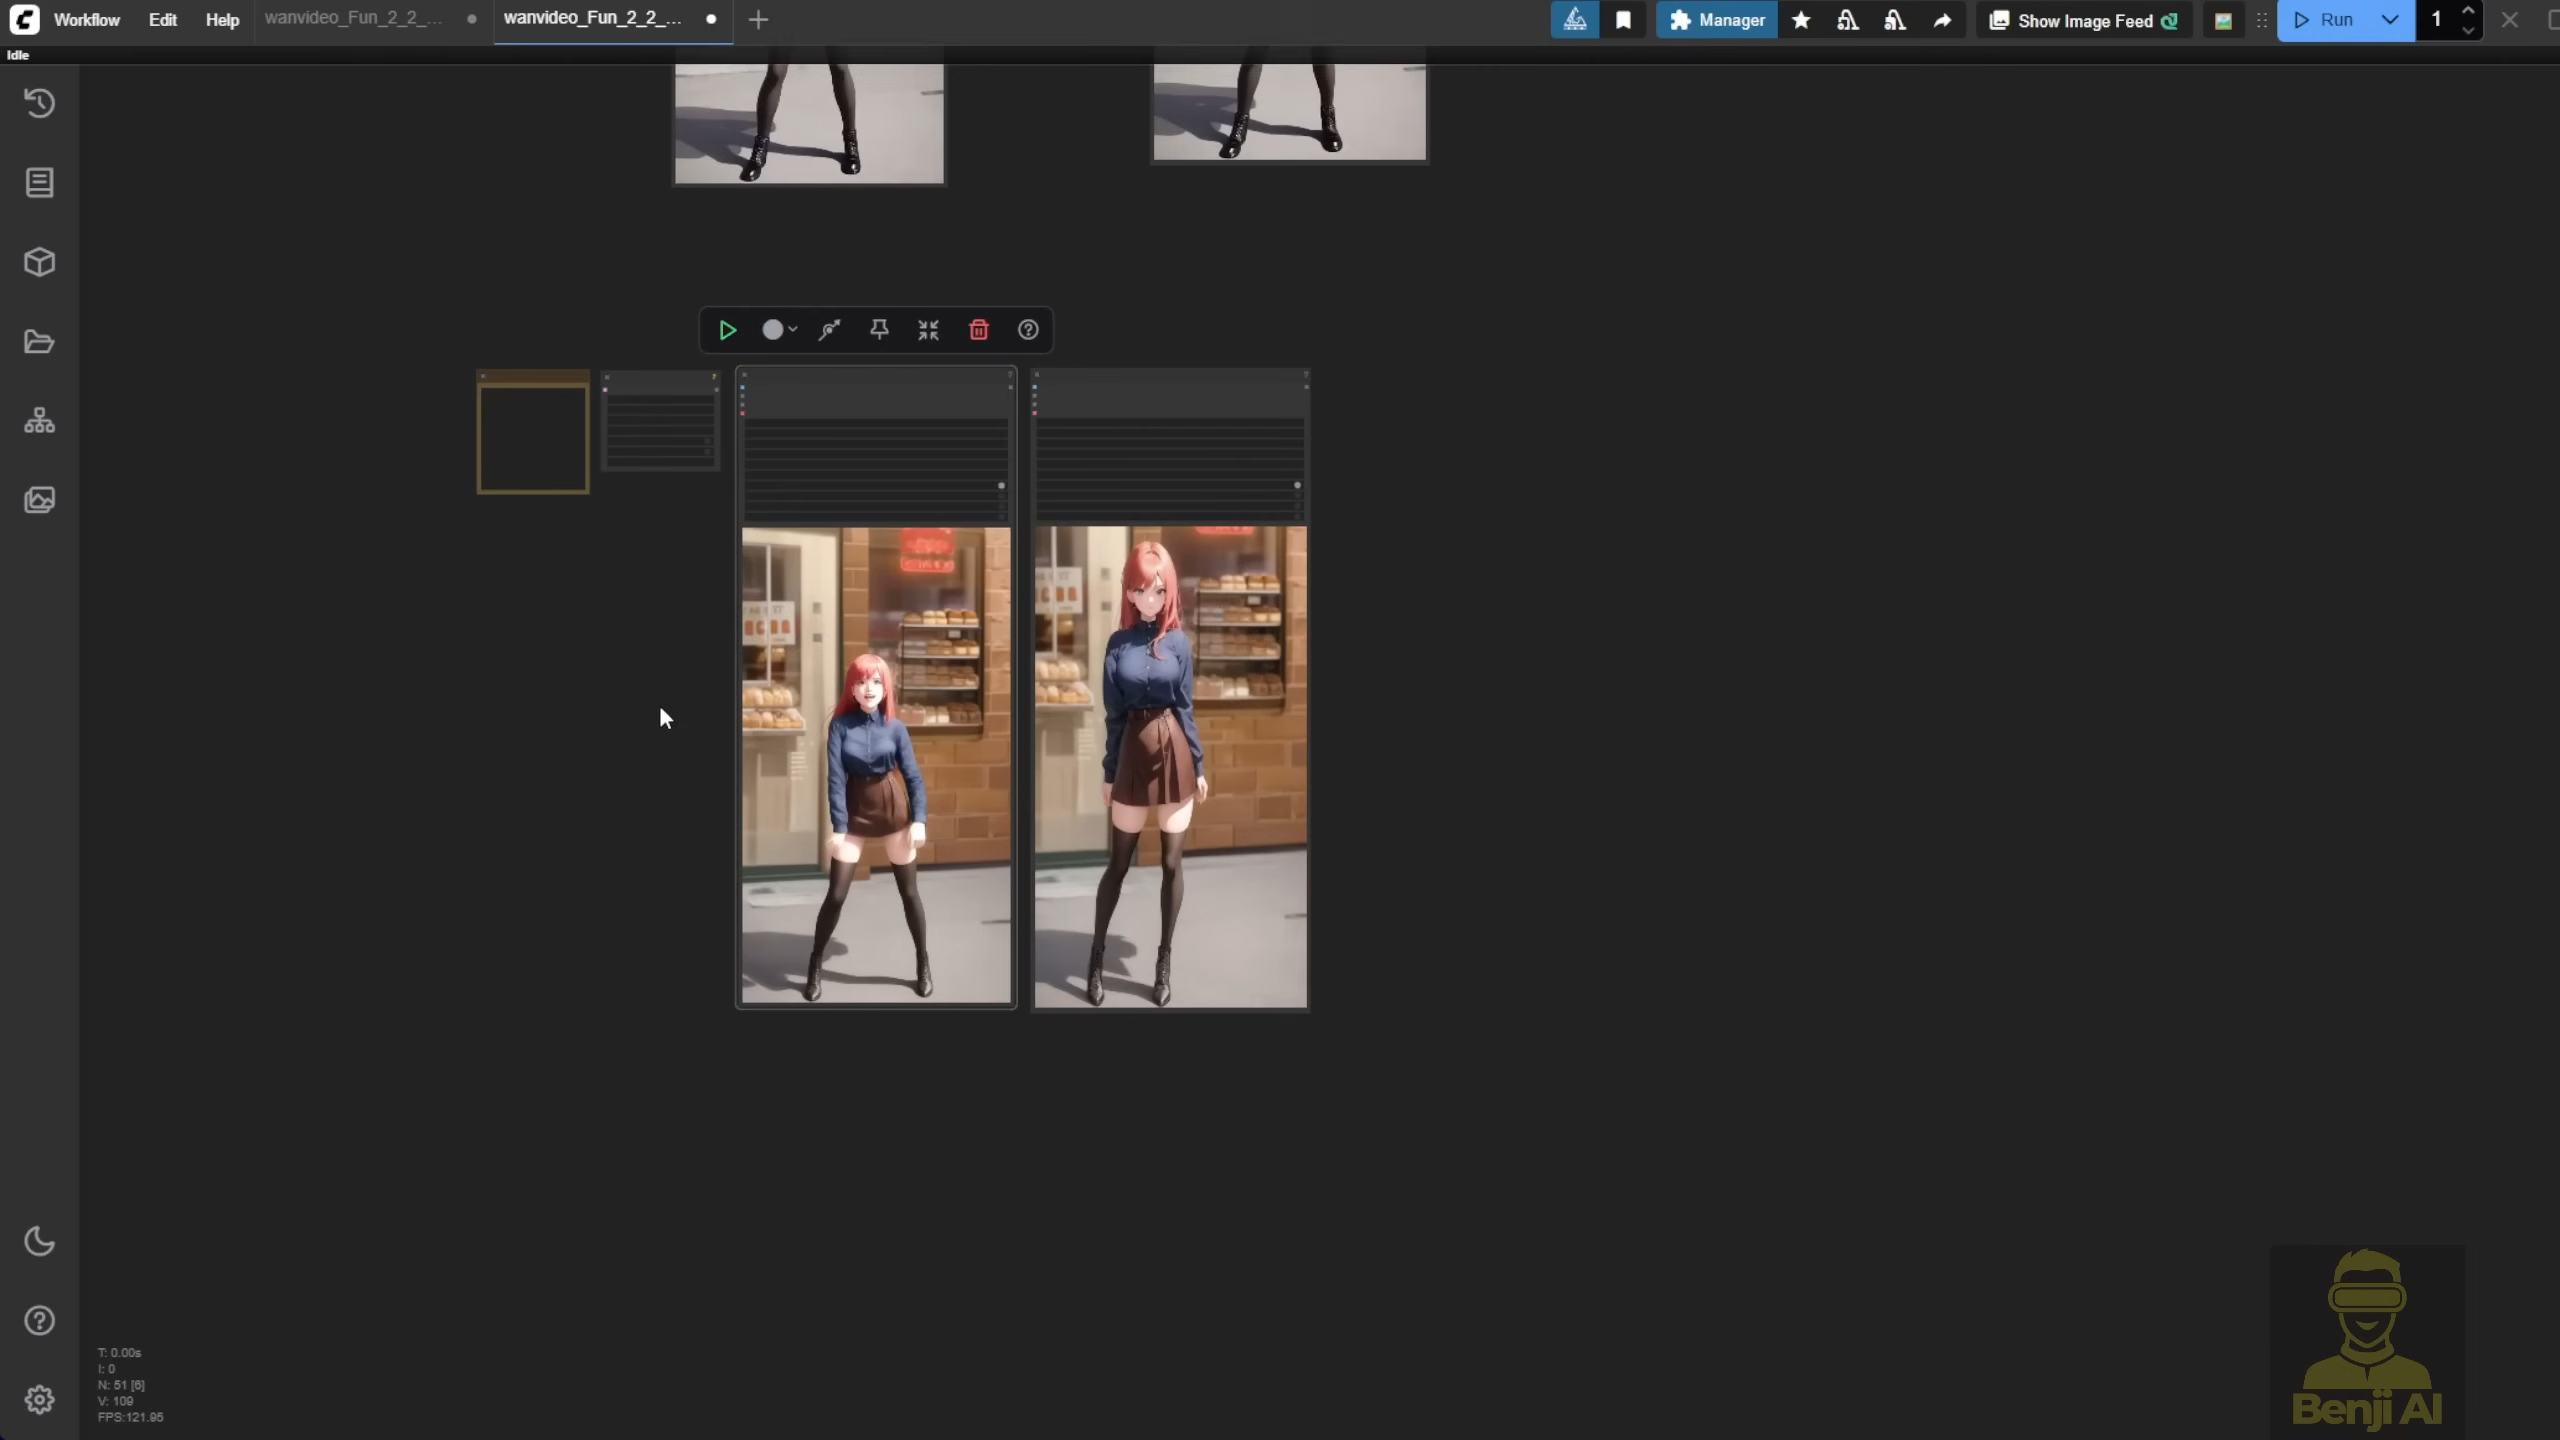 Workflow
Edit
Help
wanvideo_Fun_2_2_...
wanvideo_Fun_2_2_...
Manager
Show Image Feed
Run
1
Idle
T: 0.00s
I: 0
N: 51 [6]
V: 109
FPS:121.95
Benji AI